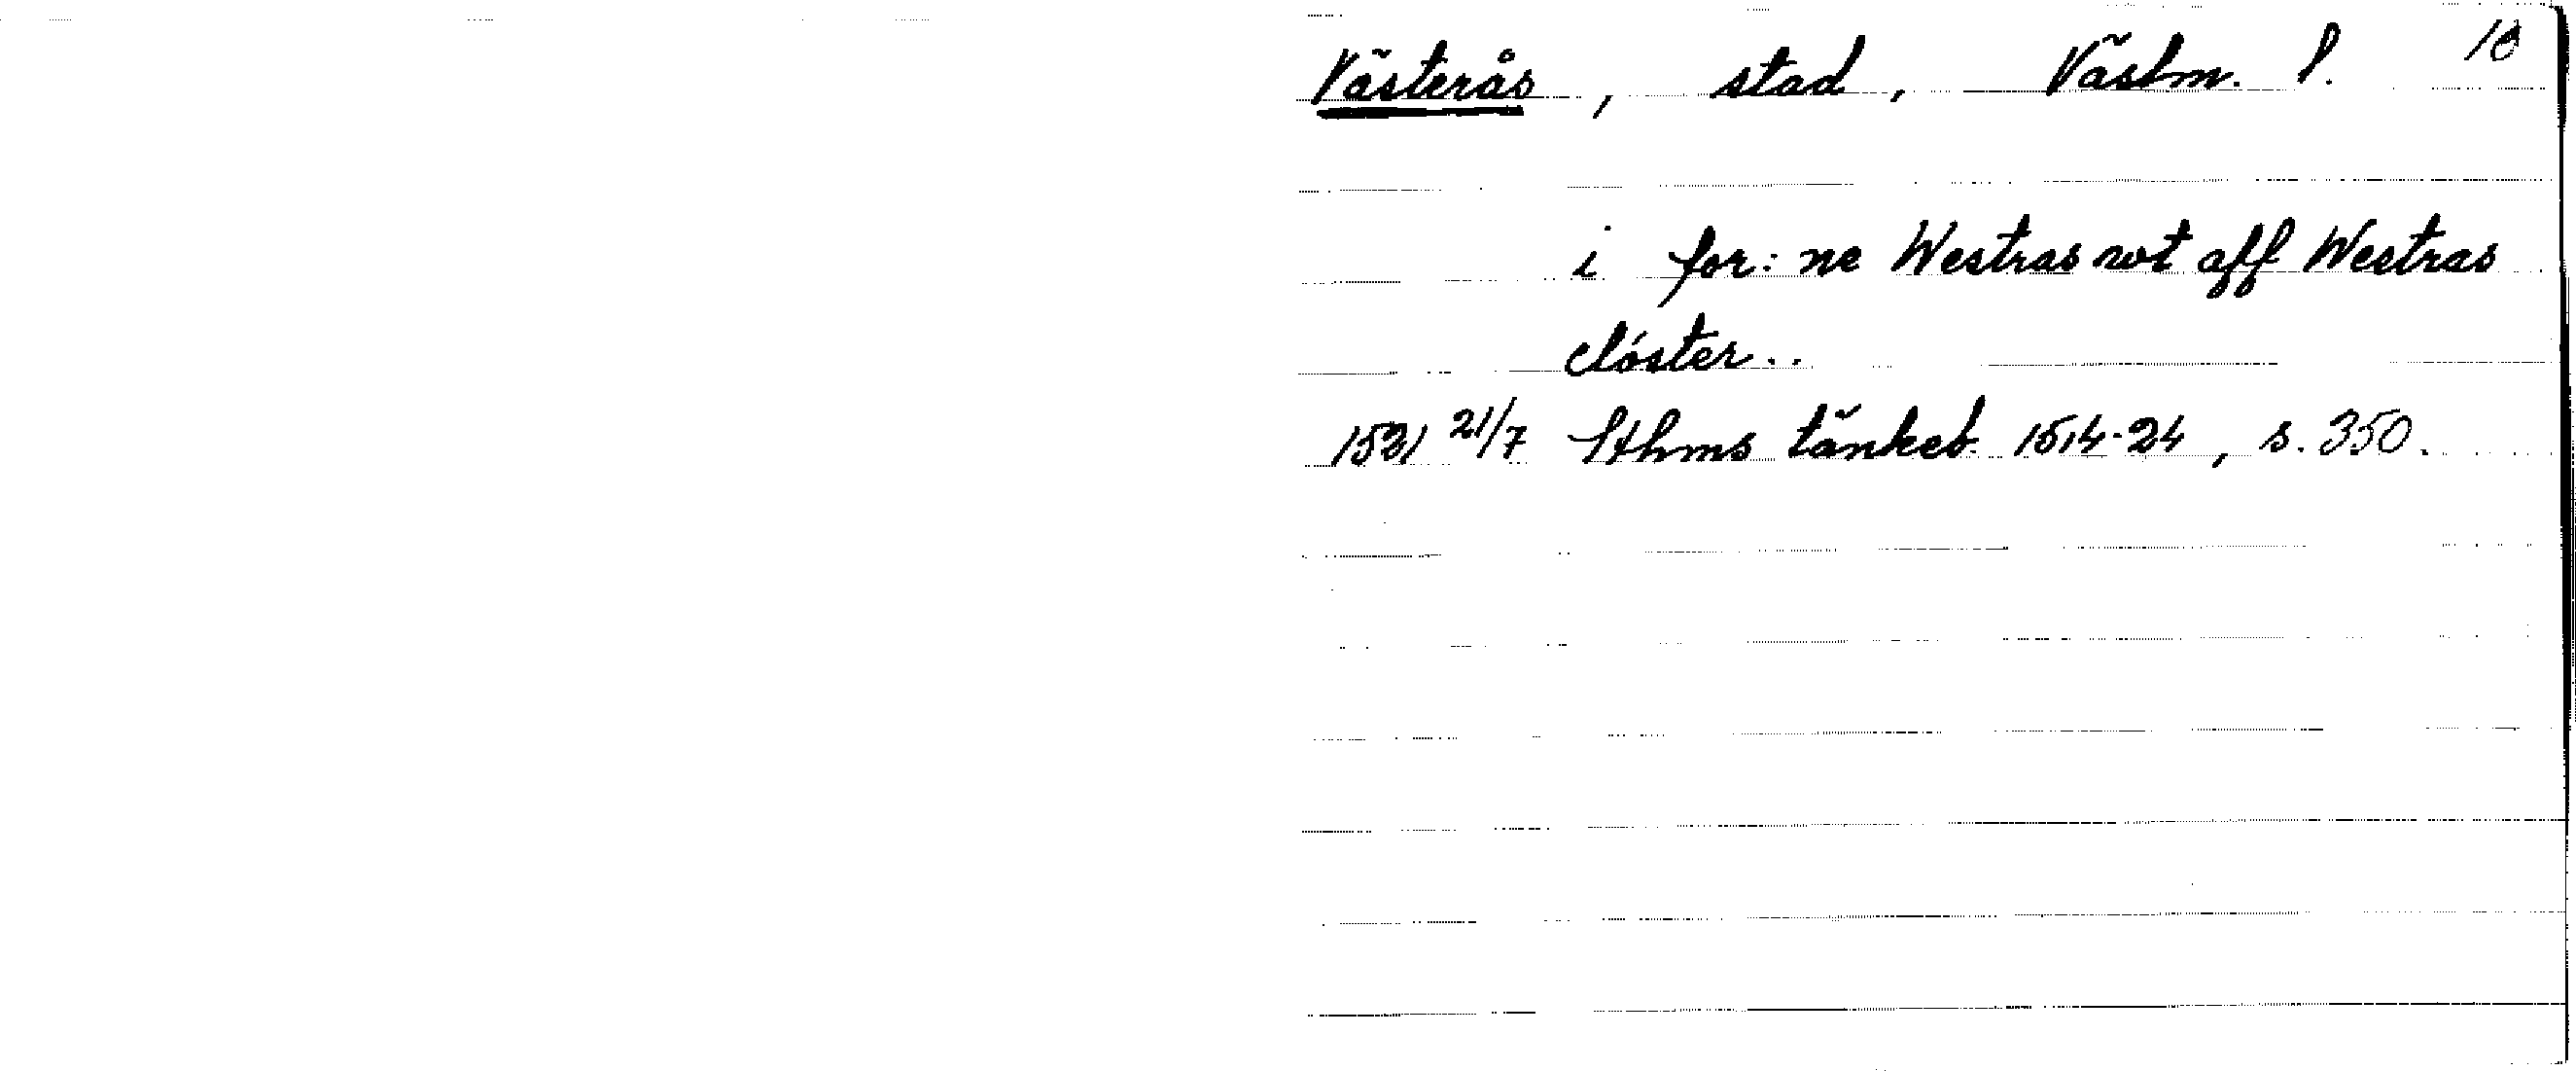 Västerås, stad, Västm. l. 10
i for: ne Westras wt aff Westras
clóster..
1521 21/7 Sthms tänkeb. 1514-24, s. 350.